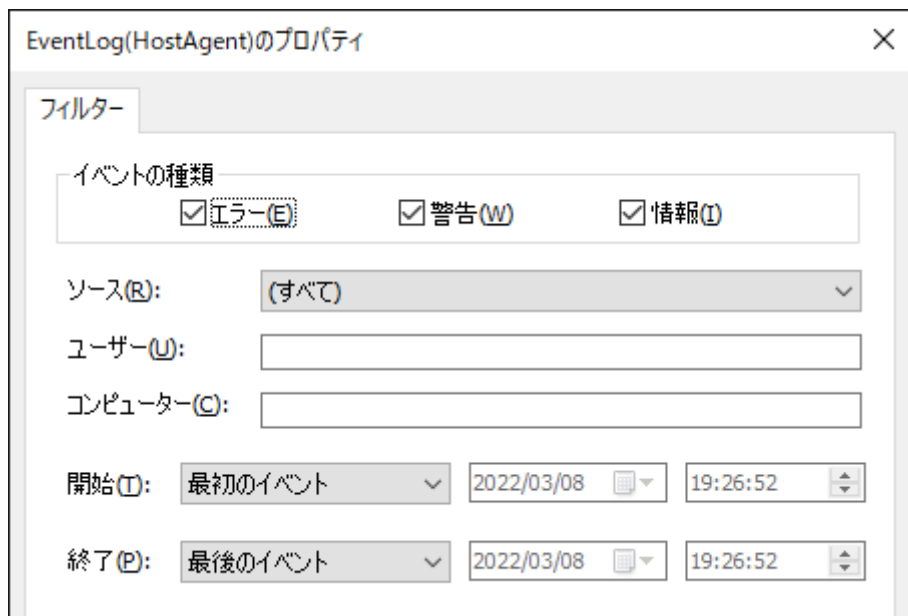 EventLog(HostAgent)のプロパティ
フィルター
イベントの種類
エラー(E) 警告(W) 情報(I)
ソース(R): (すべて)
ユーザー(U):
コンピューター(C):
開始(T): 最初のイベント 2022/03/08 19:26:52
終了(P): 最後のイベント 2022/03/08 19:26:52